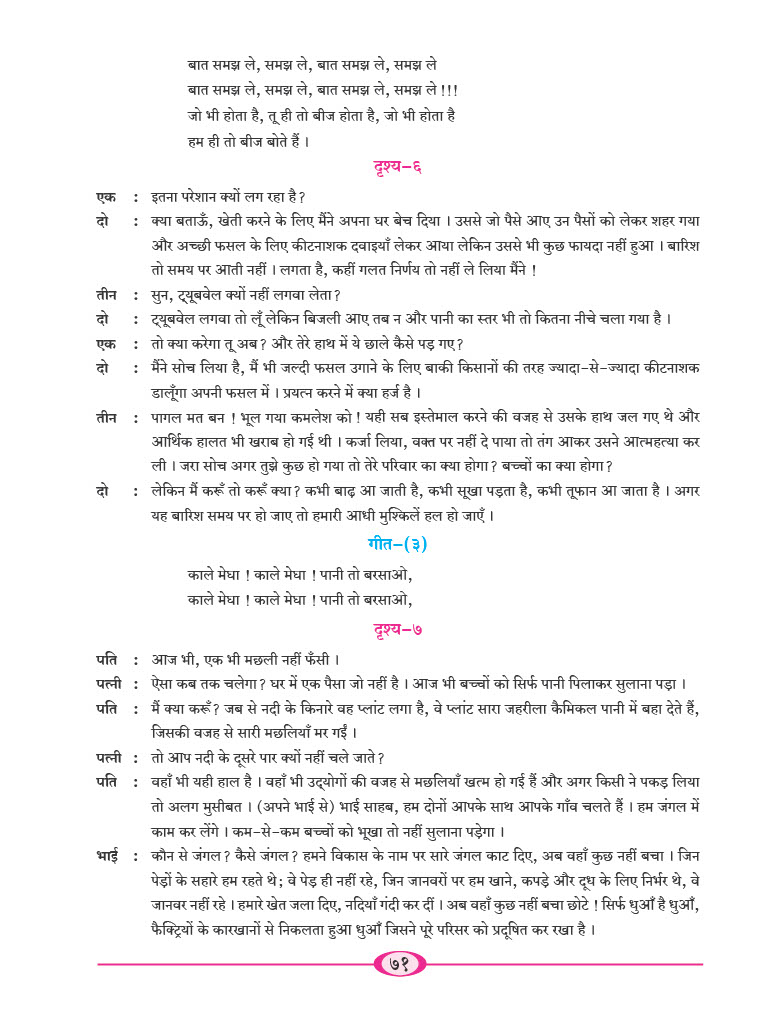 बात समझ ले, समझ ले, बात समझ ले, समझ ले
बात समझ ले, समझ ले, बात समझ ले, समझ ले !!!
जो भी होता है, तू ही तो बीज होता है, जो भी होता है
हम ही तो बीज बोते हैं ।
दृश्य-६
एक : इतना परेशान क्यों लग रहा है?
दो : क्या बताऊँ, खेती करने के लिए मैंने अपना घर बेच दिया । उससे जो पैसे आए उन पैसों को लेकर शहर गया
और अच्छी फसल के लिए कीटनाशक दवाइयाँ लेकर आया लेकिन उससे भी कुछ फायदा नहीं हुआ । बारिश
तो समय पर आती नहीं । लगता है, कहीं गलत निर्णय तो नहीं ले लिया मैंने !
तीन : सुन, ट्यूबवेल क्यों नहीं लगवा लेता?
दो : ट्यूबवेल लगवा तो लूँ लेकिन बिजली आए तब न और पानी का स्तर भी तो कितना नीचे चला गया है ।
एक : तो क्या करेगा तू अब? और तेरे हाथ में ये छाले कैसे पड़ गए?
दो : मैंने सोच लिया है, मैं भी जल्दी फसल उगाने के लिए बाकी किसानों की तरह ज्यादा-से-ज्यादा कीटनाशक
डालूँगा अपनी फसल में । प्रयत्न करने में क्या हर्ज है ।
तीन : पागल मत बन ! भूल गया कमलेश को ! यही सब इस्तेमाल करने की वजह से उसके हाथ जल गए थे और
आर्थिक हालत भी खराब हो गई थी । कर्जा लिया, वक्त पर नहीं दे पाया तो तंग आकर उसने आत्महत्या कर
ली । जरा सोच अगर तुझे कुछ हो गया तो तेरे परिवार का क्या होगा? बच्चों का क्या होगा?
दो : लेकिन मैं करूँ तो करूँ क्या? कभी बाढ़ आ जाती है, कभी सूखा पड़ता है, कभी तूफान आ जाता है । अगर
यह बारिश समय पर हो जाए तो हमारी आधी मुश्किलें हल हो जाएँ ।
गीत-(३)
काले मेघा ! काले मेघा ! पानी तो बरसाओ,
काले मेघा ! काले मेघा ! पानी तो बरसाओ,
दृश्य-७
पति : आज भी, एक भी मछली नहीं फँसी ।
पत्नी : ऐसा कब तक चलेगा? घर में एक पैसा जो नहीं है । आज भी बच्चों को सिर्फ पानी पिलाकर सुलाना पड़ा ।
पति : मैं क्या करूँ? जब से नदी के किनारे वह प्लांट लगा है, वे प्लांट सारा जहरीला कैमिकल पानी में बहा देते हैं,
जिसकी वजह से सारी मछलियाँ मर गईं ।
पत्नी : तो आप नदी के दूसरे पार क्यों नहीं चले जाते?
पति : वहाँ भी यही हाल है । वहाँ भी उद्योगों की वजह से मछलियाँ खत्म हो गई हैं और अगर किसी ने पकड़ लिया
तो अलग मुसीबत । (अपने भाई से) भाई साहब, हम दोनों आपके साथ आपके गाँव चलते हैं । हम जंगल में
काम कर लेंगे । कम-से-कम बच्चों को भूखा तो नहीं सुलाना पड़ेगा ।
भाई : कौन से जंगल? कैसे जंगल? हमने विकास के नाम पर सारे जंगल काट दिए, अब वहाँ कुछ नहीं बचा । जिन
पेड़ों के सहारे हम रहते थे; वे पेड़ ही नहीं रहे, जिन जानवरों पर हम खाने, कपड़े और दूध के लिए निर्भर थे, वे
जानवर नहीं रहे । हमारे खेत जला दिए, नदियाँ गंदी कर दीं । अब वहाँ कुछ नहीं बचा छोटे ! सिर्फ धुआँ है धुआँ,
फैक्ट्रियों के कारखानों से निकलता हुआ धुआँ जिसने पूरे परिसर को प्रदूषित कर रखा है ।
७१